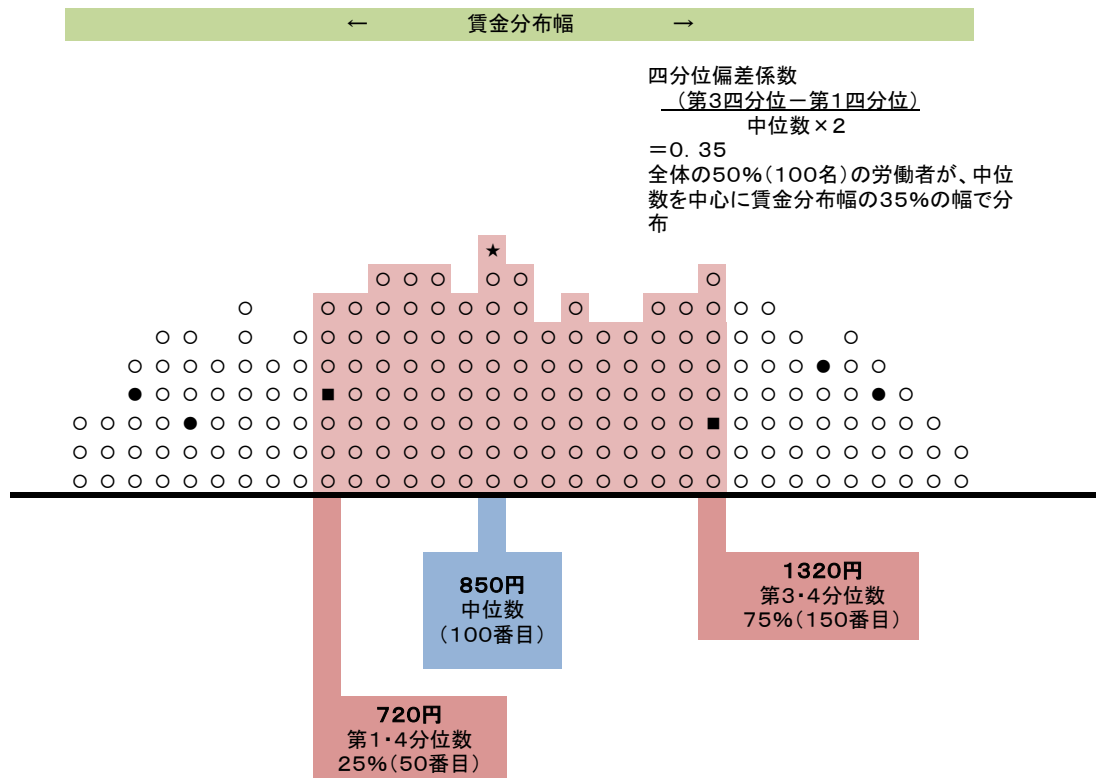 ← 賃金分布幅 →
四分位偏差係数
(第3四分位－第1四分位)
中位数×2
＝0. 35
全体の50%(100名)の労働者が、中位
数を中心に賃金分布幅の35%の幅で分
布
850円
中位数
(100番目)
1320円
第3・4分位数
75%(150番目)
720円
第1・4分位数
25%(50番目)